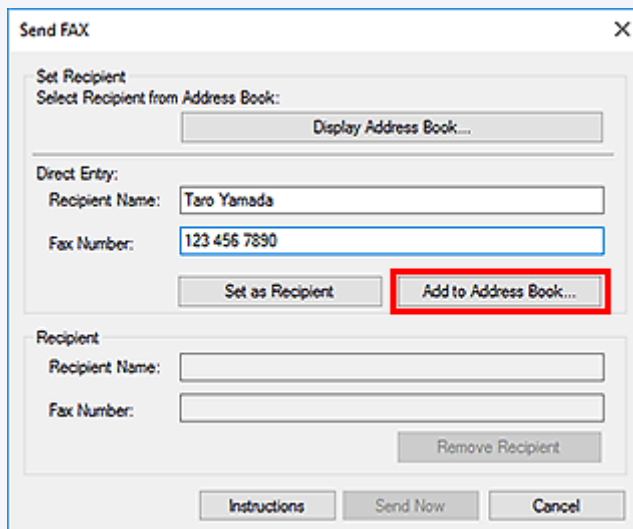 Send FAX
Set Recipient
Select Recipient from Address Book:
Display Address Book...
Direct Entry:
Recipient Name: Taro Yamada
Fax Number: 123 456 7890
Set as Recipient Add to Address Book...
Recipient
Recipient Name:
Fax Number:
Remove Recipient
Instructions Send Now Cancel